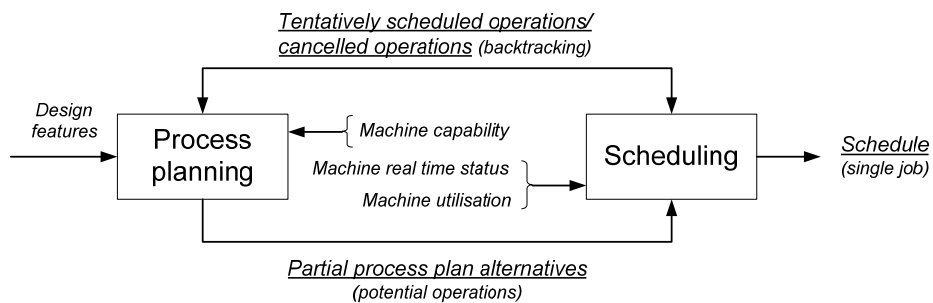 Tentatively scheduled operations/
cancelled operations (backtracking)
Design
features
Process
planning
Machine capability
Machine real time status
Machine utilisation
Scheduling
Schedule
(single job)
Partial process plan alternatives
(potential operations)